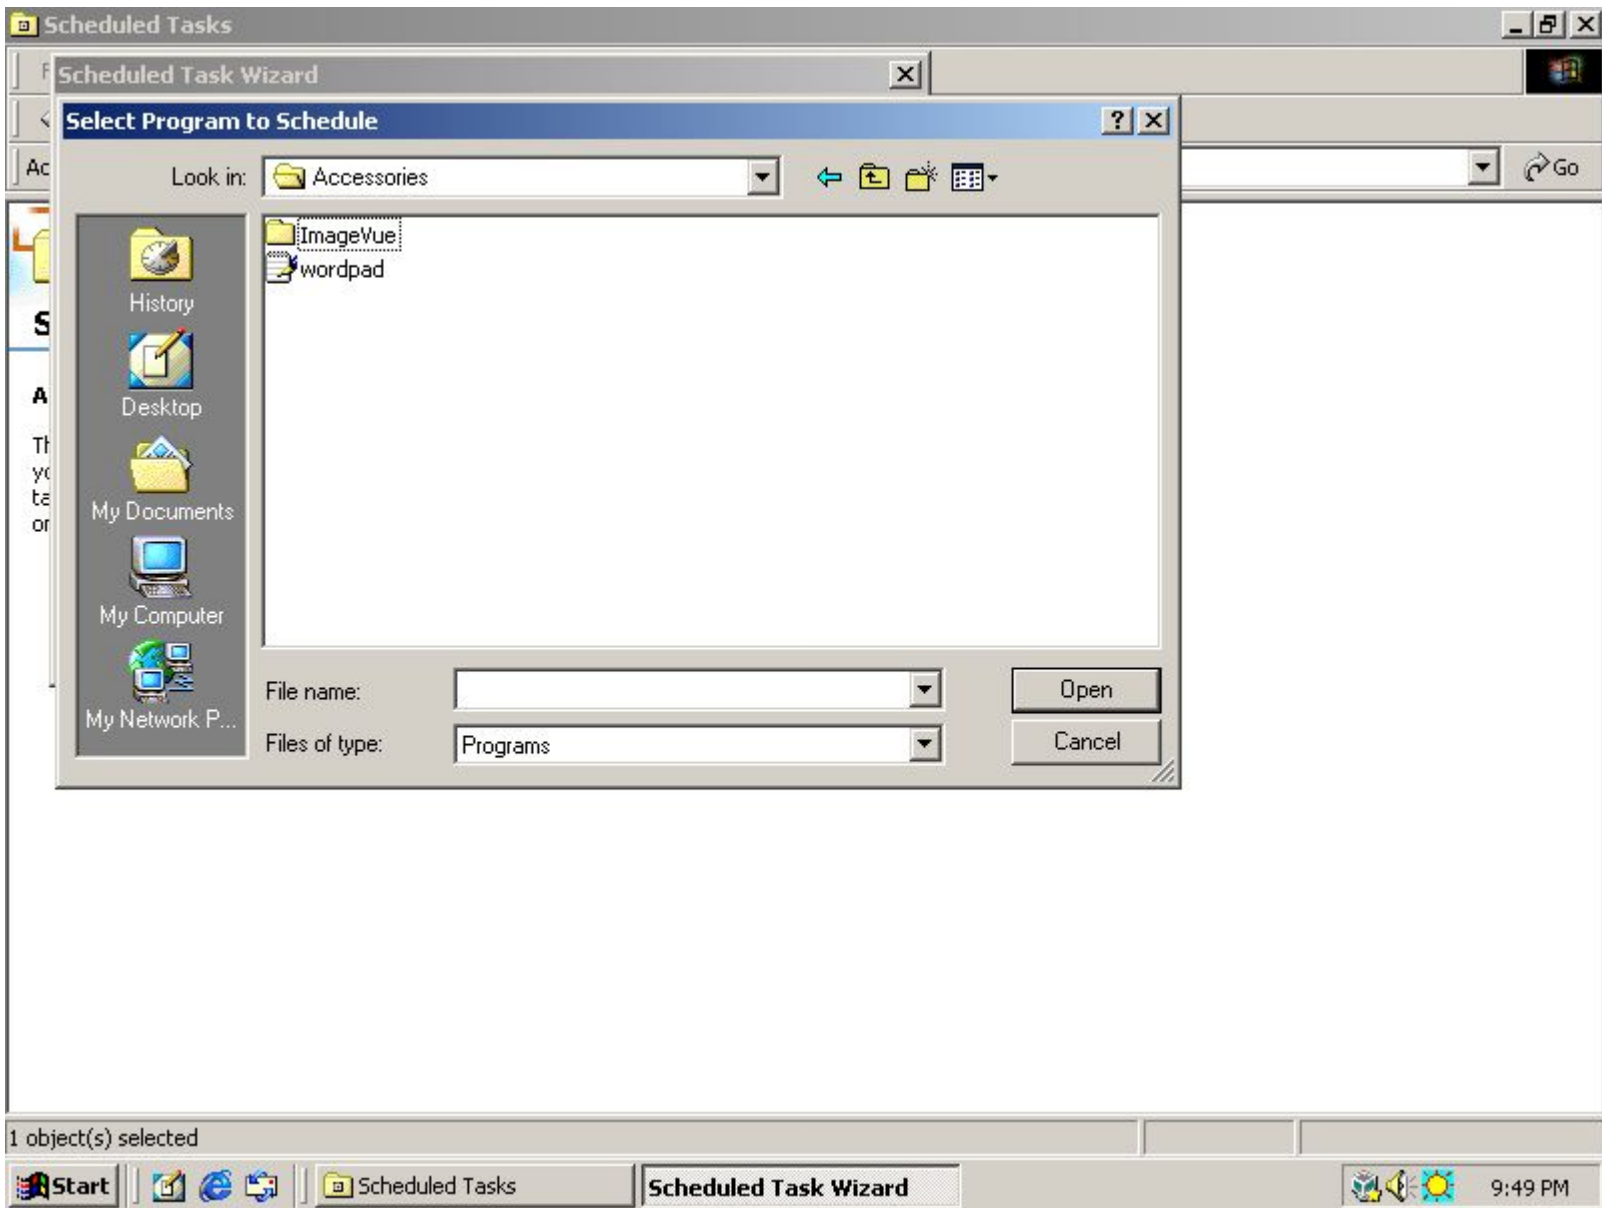 Scheduled Tasks
Scheduled Task Wizard
Select Program to Schedule
Look in: Accessories
Go
ImageVue
wordpad
History
Desktop
My Documents
My Computer
My Network P...
File name:
Open
Files of type: Programs
Cancel
1 object(s) selected
Start Scheduled Tasks Scheduled Task Wizard 9:49 PM